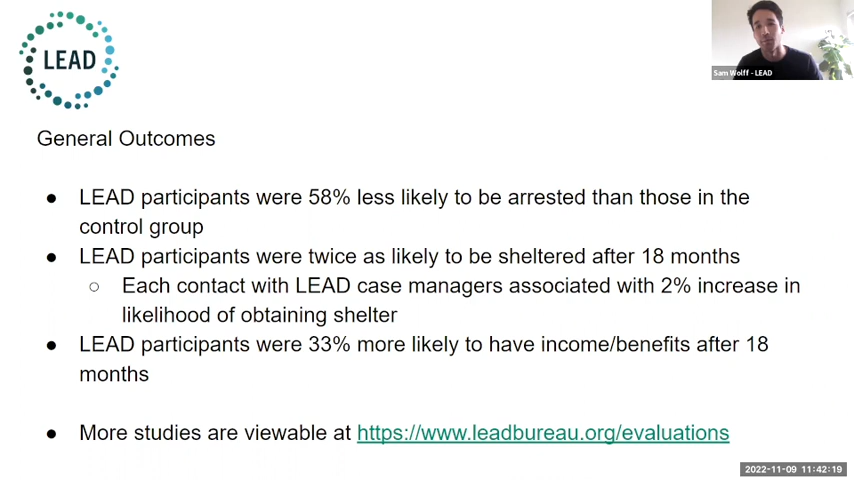 LEAD
Sam Wolff - LEAD
General Outcomes
● LEAD participants were 58% less likely to be arrested than those in the
control group
● LEAD participants were twice as likely to be sheltered after 18 months
○ Each contact with LEAD case managers associated with 2% increase in
likelihood of obtaining shelter
● LEAD participants were 33% more likely to have income/benefits after 18
months
● More studies are viewable at https://www.leadbureau.org/evaluations
2022-11-09 11:42:19